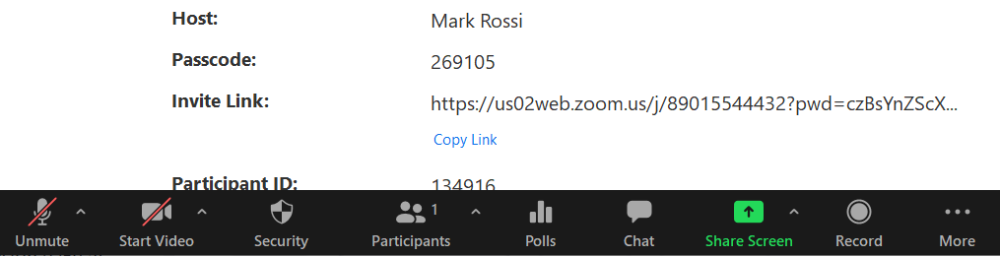 Host: Mark Rossi
Passcode: 269105
Invite Link: https://us02web.zoom.us/j/89015544432?pwd=czBsYnZScX...
Copy Link
Participant ID: 134916
1
Unmute Start Video Security Participants Polls Chat Share Screen Record More